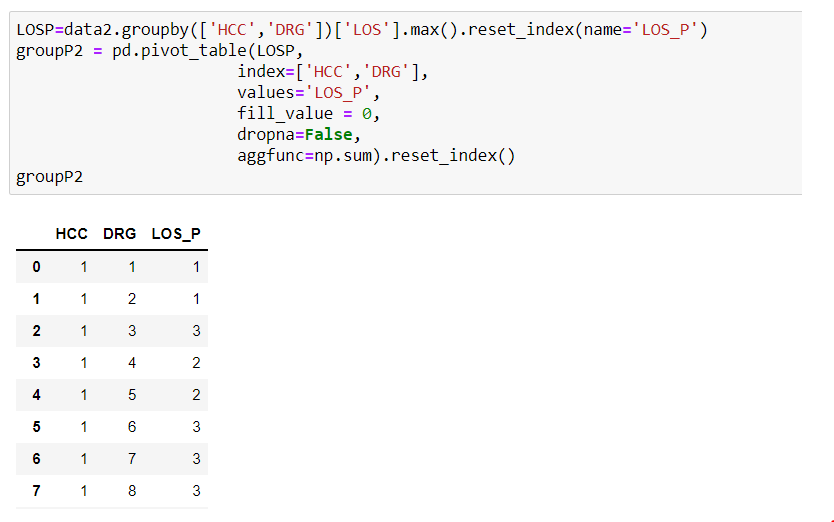 LOSP=data2.groupby(['HCC','DRG'])['LOS'].max().reset_index(name='LOS_P')
groupP2 = pd.pivot_table(LOSP,
index=['HCC','DRG'],
values='LOS_P',
fill_value = 0,
dropna=False,
aggfunc=np.sum).reset_index()
groupP2
HCC DRG LOS_P
0 1 1 1
1 1 2 1
2 1 3 3
3 1 4 2
4 1 5 2
5 1 6 3
6 1 7 3
7 1 8 3